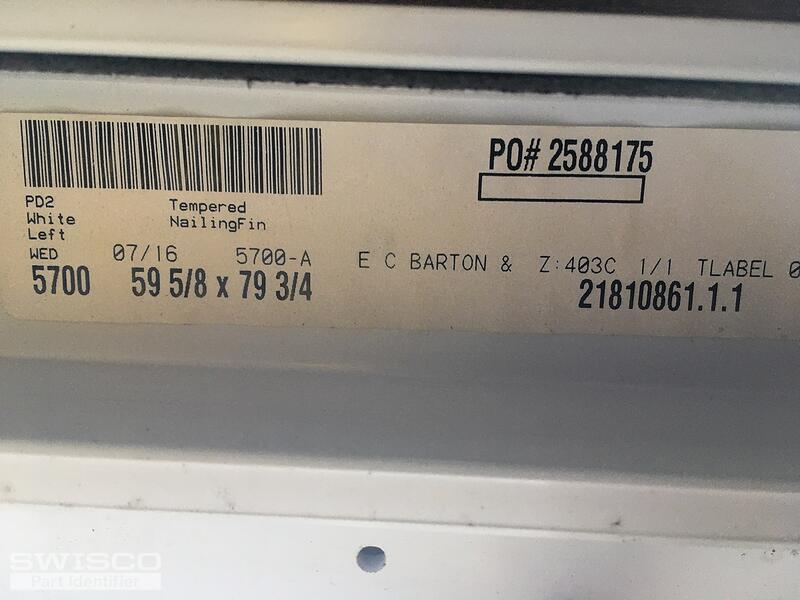 PO# 2588175
PD2 Tempered
White NailingFin
Left
WED 07/16 5700-A E C BARTON & Z:403C 1/1 TLABEL
5700 59 5/8 x 79 3/4 21810861.1.1
SWISCO
Part Identifier